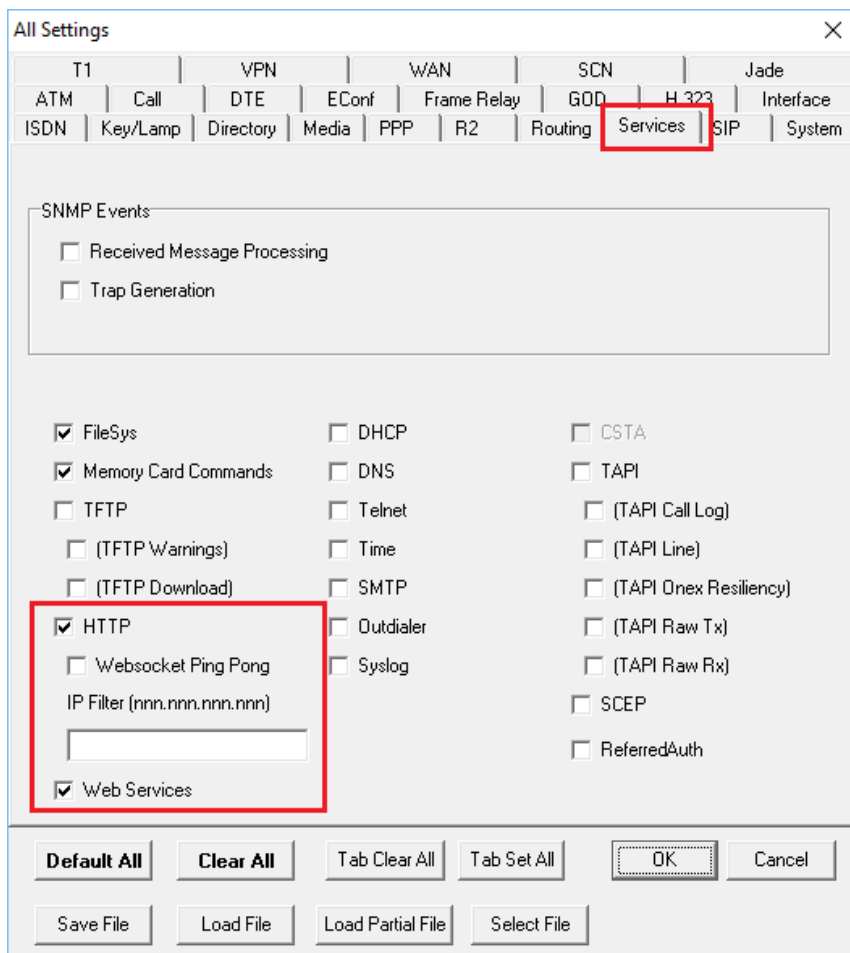 All Settings
T1 VPN WAN SCN Jade
ATM Call DTE EConf Frame Relay GOD H.323 Interface
ISDN Key/Lamp Directory Media PPP R2 Routing Services SIP System
SNMP Events
Received Message Processing
Trap Generation
FileSys DHCP CSTA
Memory Card Commands DNS TAPI
TFTP Telnet (TAPI Call Log)
(TFTP Warnings) Time (TAPI Line)
(TFTP Download) SMTP (TAPI Onex Resiliency)
HTTP Outdialer (TAPI Raw Tx)
Websocket Ping Pong Syslog (TAPI Raw Rx)
IP Filter (nnn.nnn.nnn.nnn) SCEP
ReferredAuth
Web Services
Default All Clear All Tab Clear All Tab Set All OK Cancel
Save File Load File Load Partial File Select File